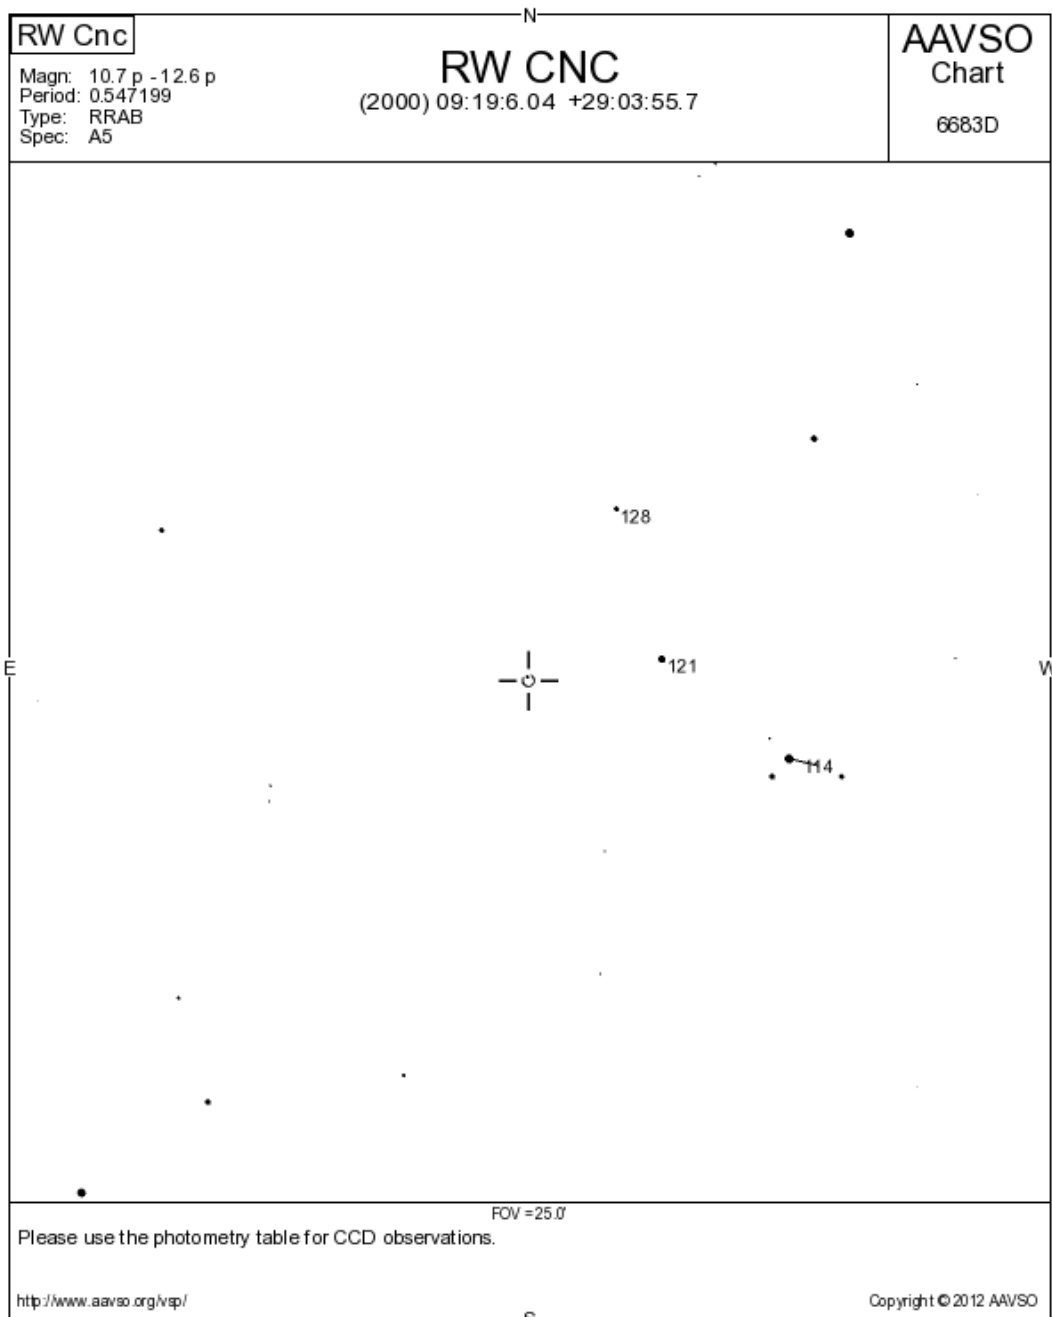 N
RW Cnc
Magn: 10.7 p - 12.6 p
Period: 0.547199
Type: RRAB
Spec: A5
RW CNC
(2000) 09:19:6.04 +29:03:55.7
AAVSO
Chart
6683D
128
121
E
W
114
FOV = 25.0'
Please use the photometry table for CCD observations.
http://www.aavso.org/vsp/
Copyright © 2012 AAVSO
S